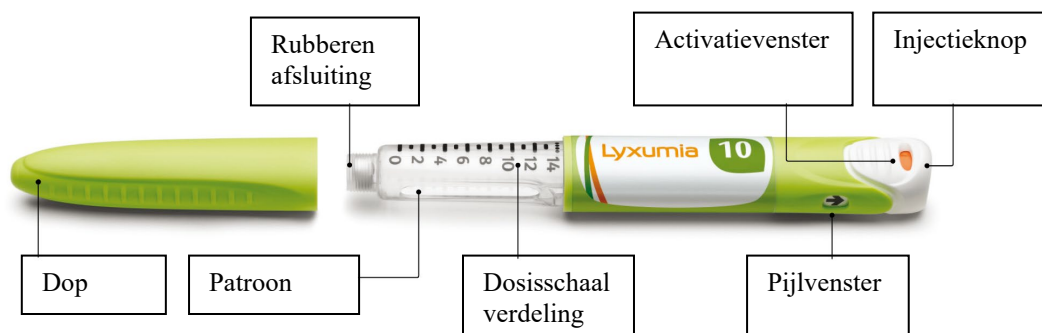 Rubberen
afsluiting
Activatievenster
Injectieknop
0 2 4 6 8 10 12 14
Lyxumia 10
Dop
Patroon
Dosisschaal
verdeling
Pijlvenster